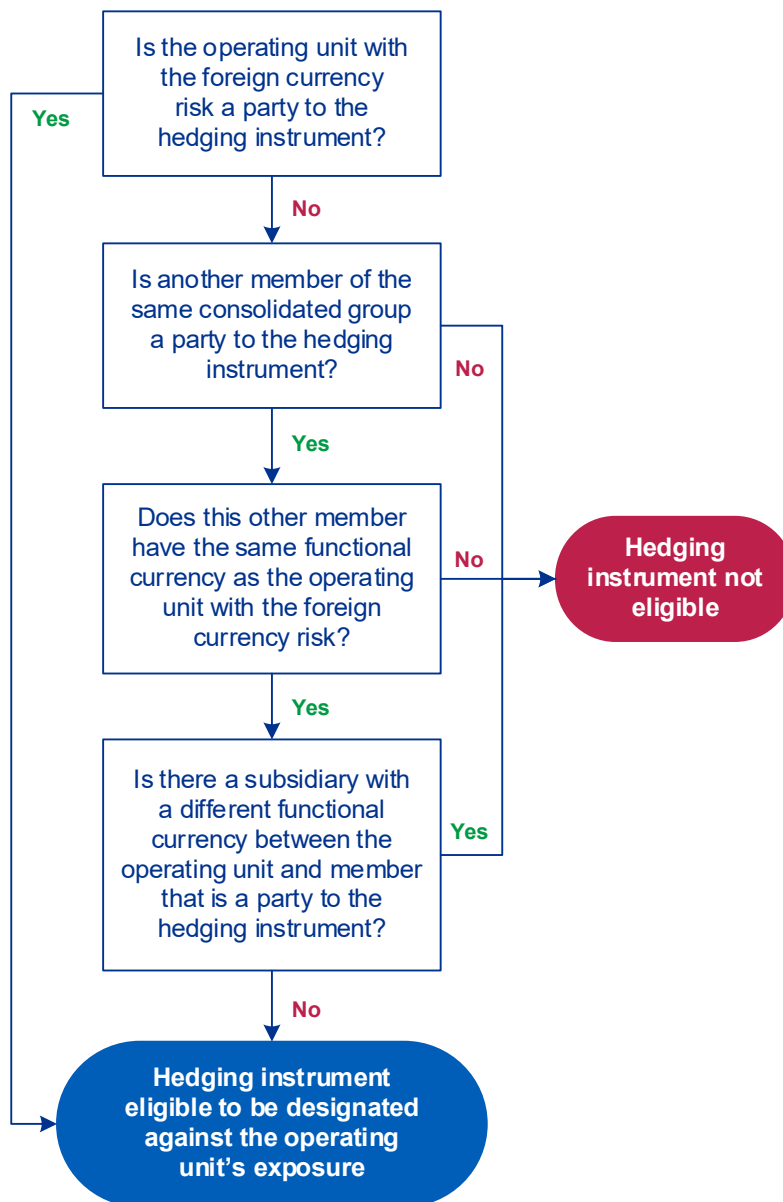 Is the operating unit with
the foreign currency
risk a party to the
hedging instrument?
Yes
No
Is another member of the
same consolidated group
a party to the hedging
instrument?
No
Yes
Does this other member
have the same functional
currency as the operating
unit with the foreign
currency risk?
No
Hedging
instrument not
eligible
Yes
Is there a subsidiary with
a different functional
currency between the
operating unit and member
that is a party to the
hedging instrument?
Yes
No
Hedging instrument
eligible to be designated
against the operating
unit's exposure